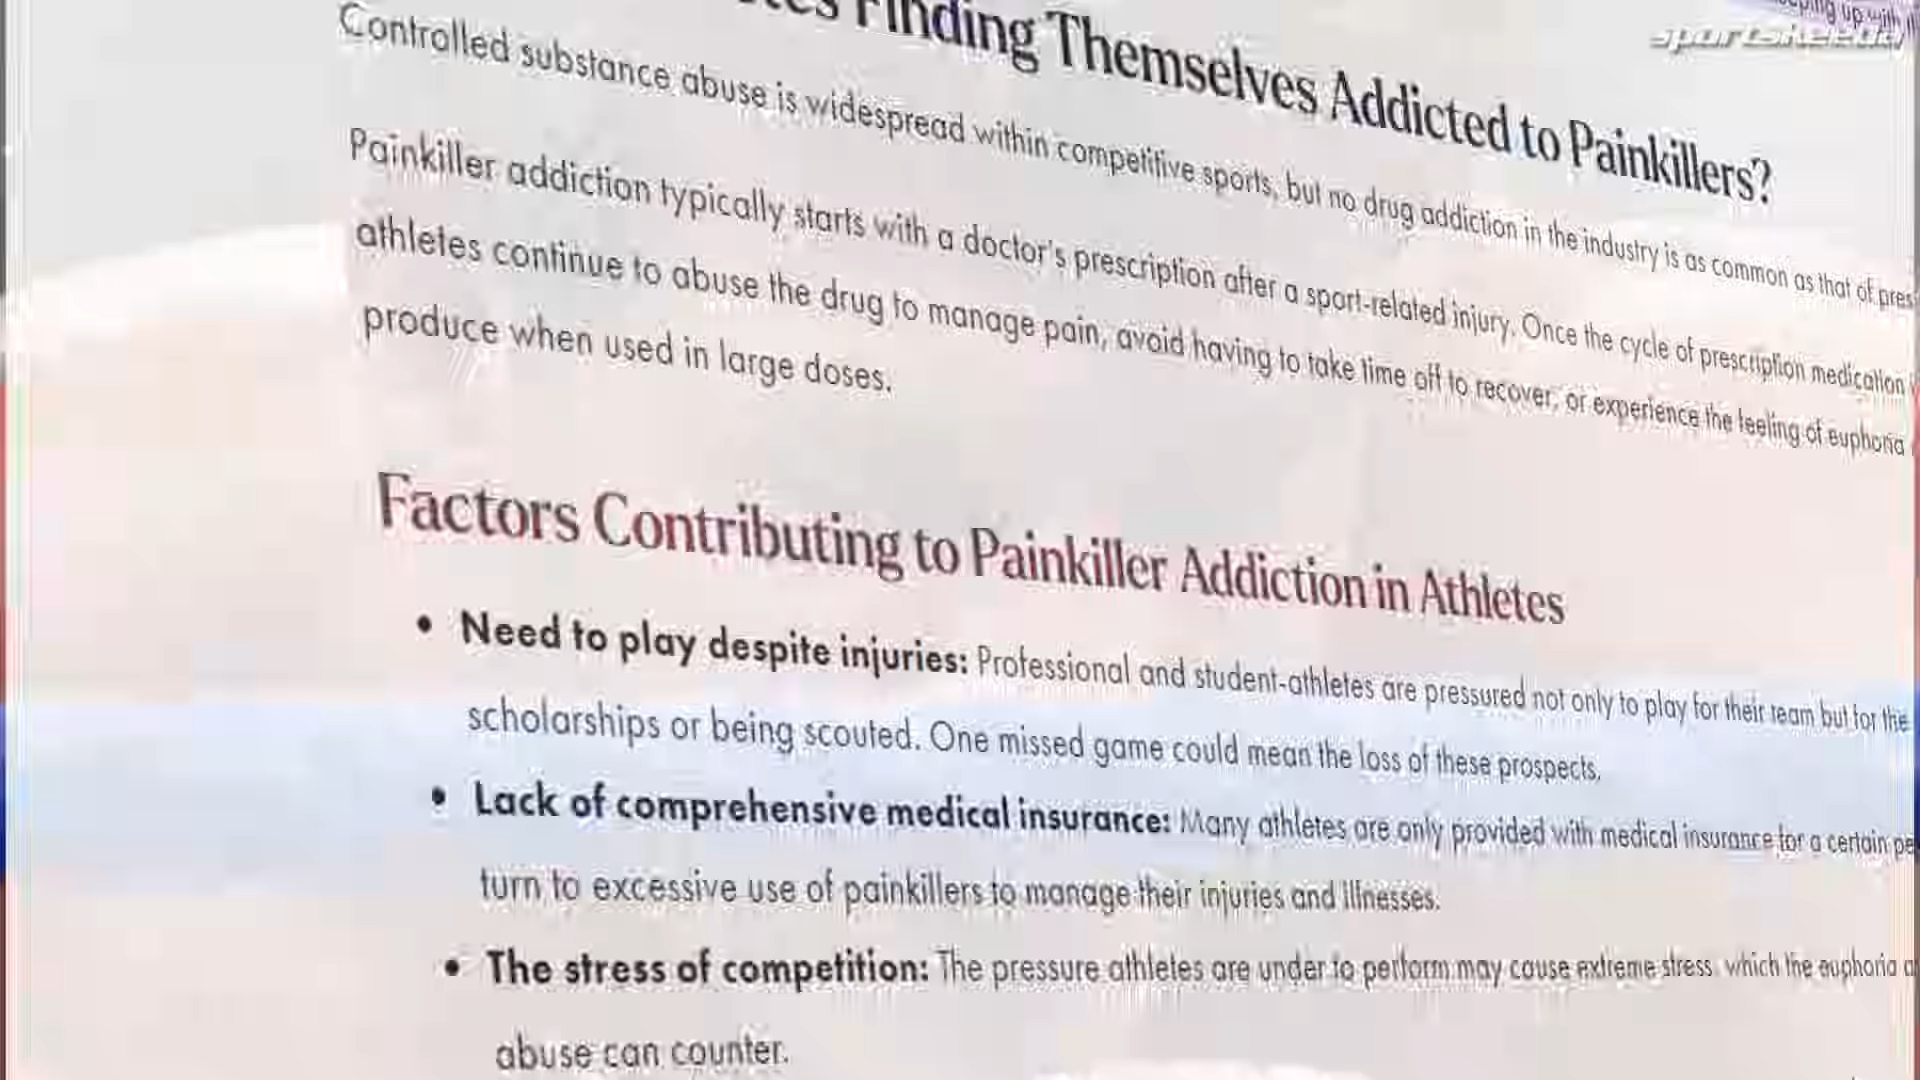 eeping up with
sportskeeda
Finding Themselves Addicted to Painkillers?
Controlled substance abuse is widespread within competitive sports, but no drug addiction in the industry is as common as that of
Painkiller addiction typically starts with a doctor's prescription after a sport-related injury. Once the cycle of prescription medication
athletes continue to abuse the drug to manage pain, avoid having to take time off to recover, or experience the feeling of euphoria
produce when used in large doses.
Factors Contributing to Painkiller Addiction in Athletes
• Need to play despite injuries: Professional and student-athletes are pressured not only to play for their team but for the
scholarships or being scouted. One missed game could mean the loss of these prospects.
• Lack of comprehensive medical insurance: Many athletes are only provided with medical insurance for a certain
turn to excessive use of painkillers to manage their injuries and illnesses.
• The stress of competition: The pressure athletes are under to perform may cause extreme stress which the euphoria
abuse can counter.